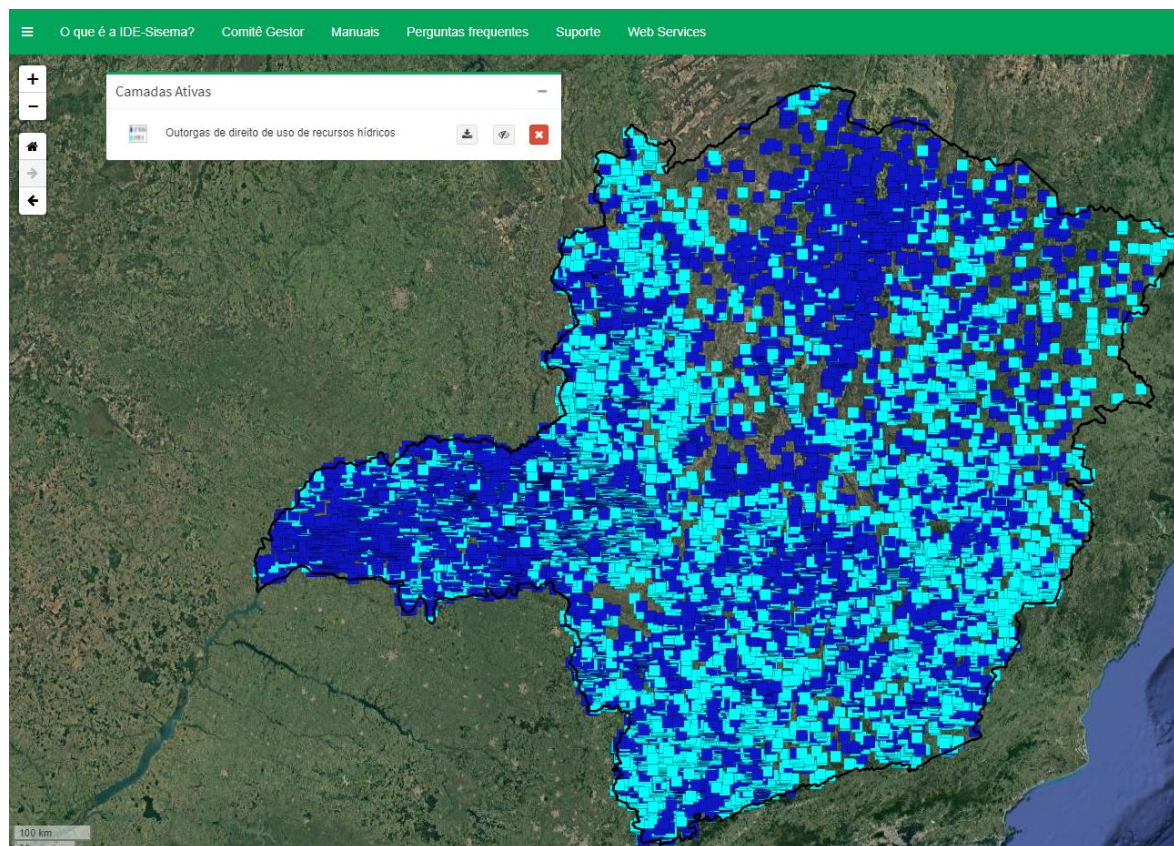 O que é a IDE-Sisema? Comitê Gestor Manuais Perguntas frequentes Suporte Web Services
Camadas Ativas
Outorgas de direito de uso de recursos hídricos
100 km